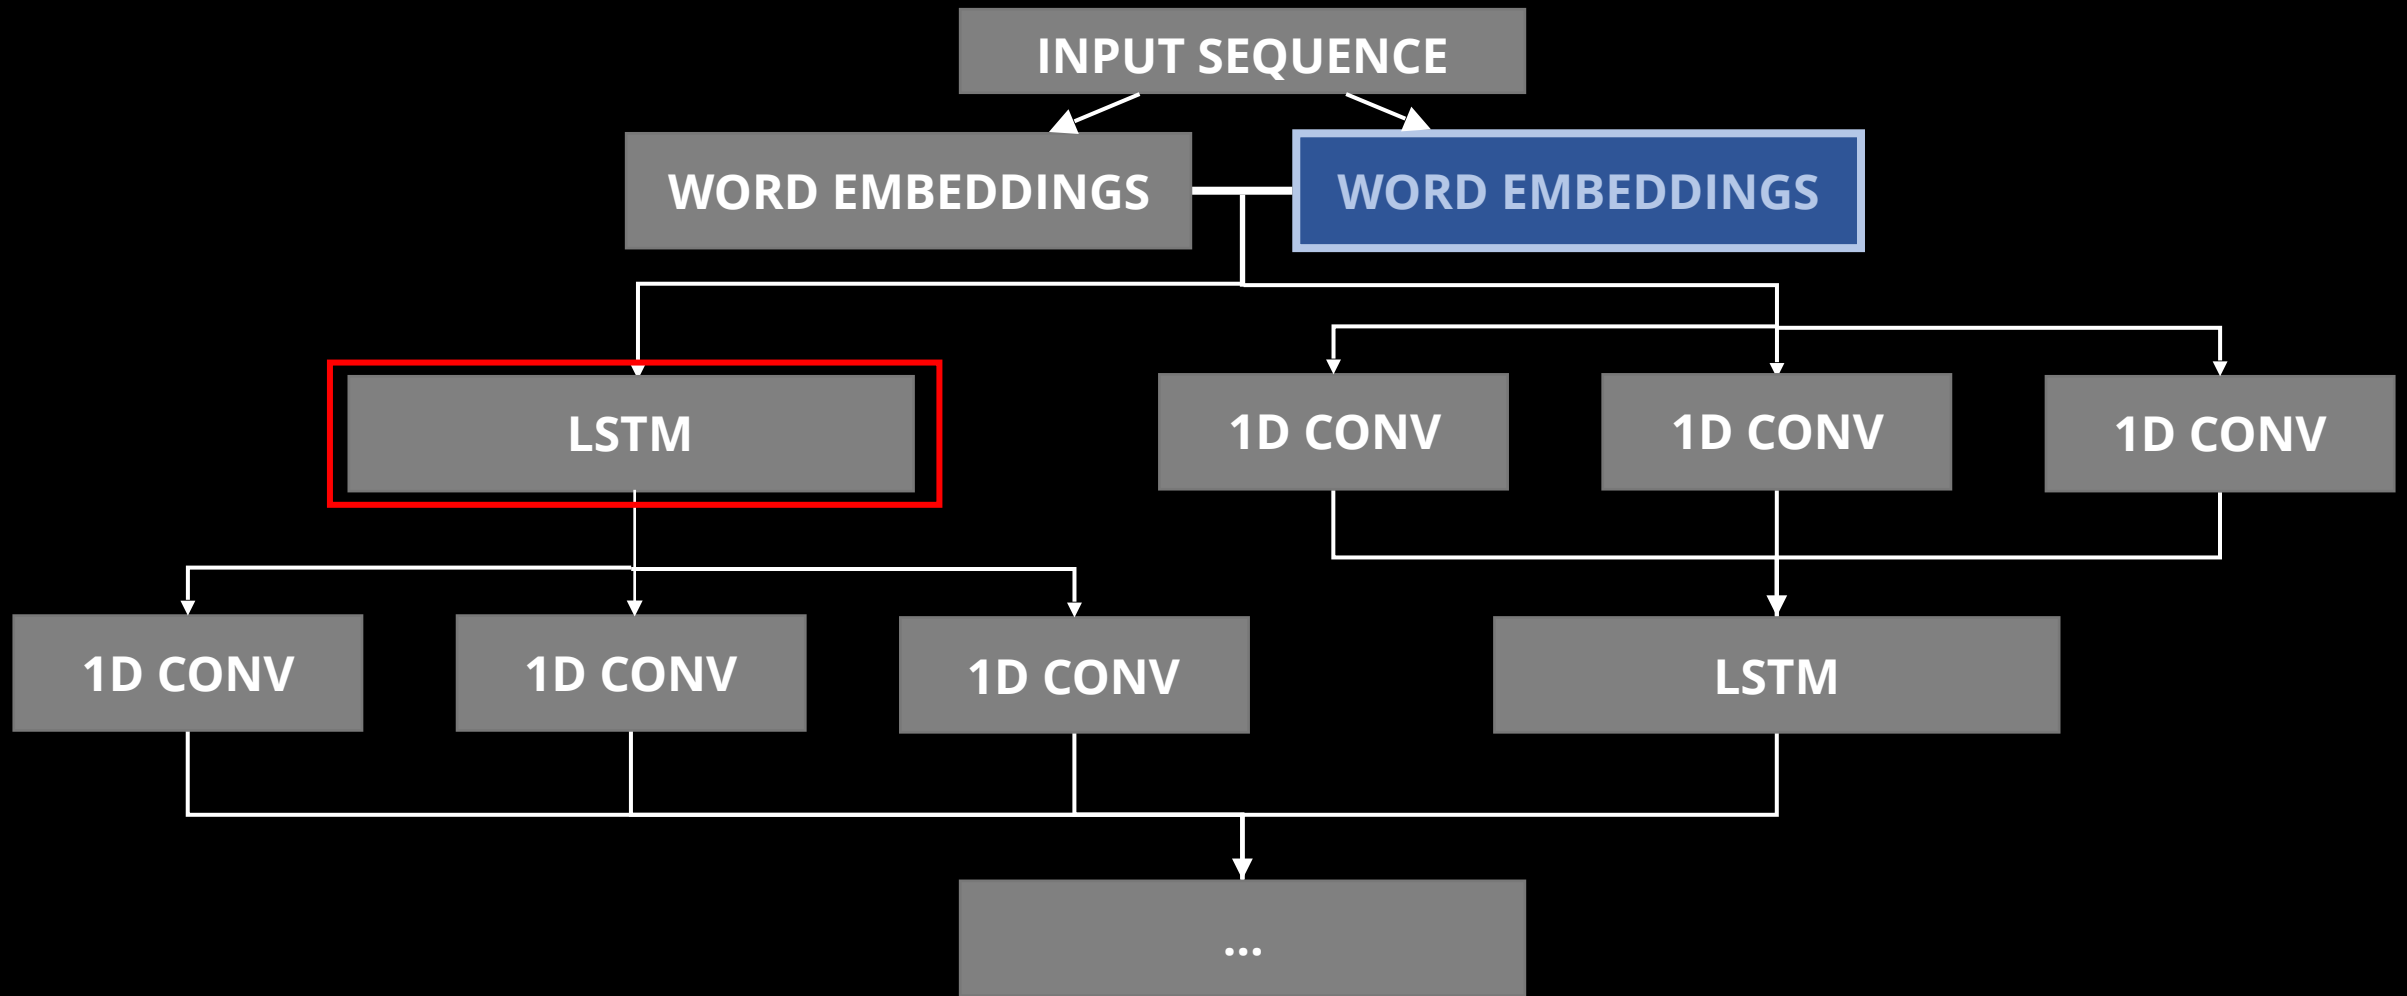 INPUT SEQUENCE
WORD EMBEDDINGS
WORD EMBEDDINGS
LSTM
1D CONV
1D CONV
1D CONV
1D CONV
1D CONV
1D CONV
LSTM
...